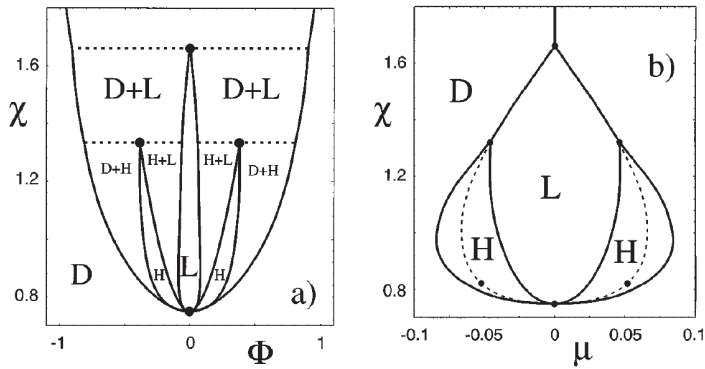 1.6
D+L
D+L
χ
D+H
H+L
H+L
D+H
1.2
D
H
L
H
0.8
a)
-1
0
Φ
1
1.6
D
b)
χ
1.2
L
H
H
0.8
-0.1
-0.05
0
μ
0.05
0.1